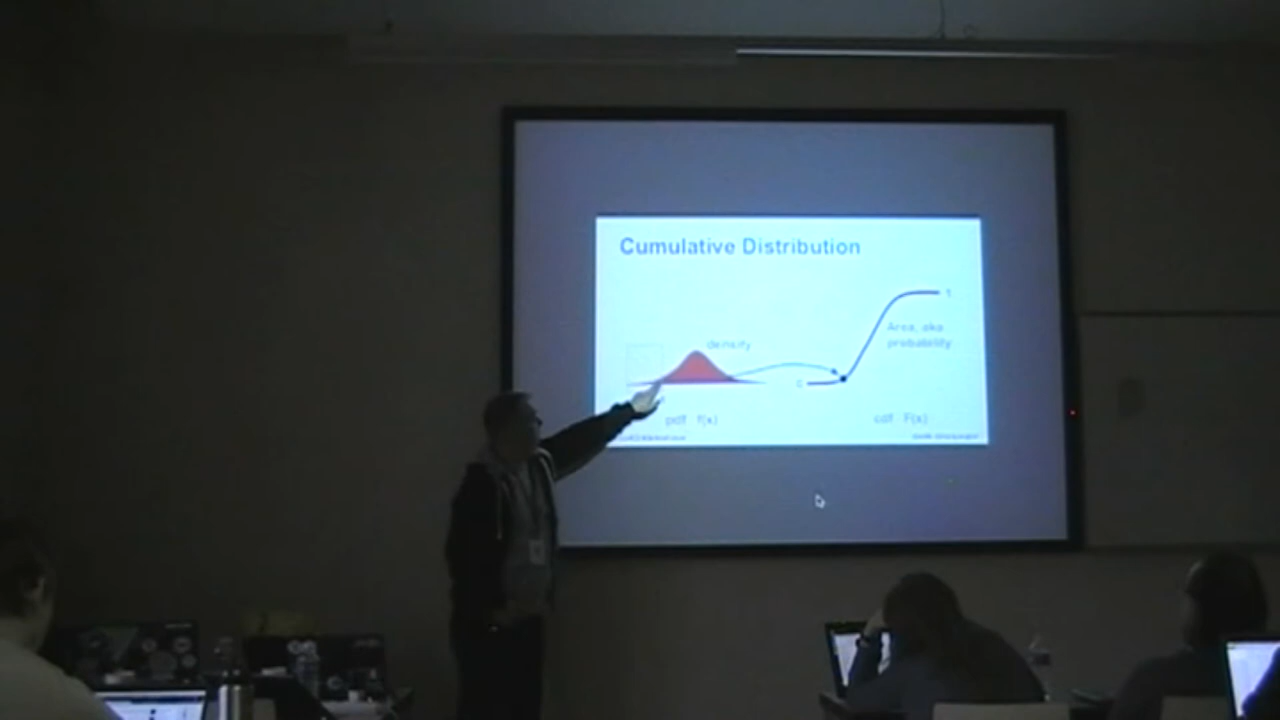 Cumulative Distribution
1
Area, aka
probability
density
0
pdf f(x)
cdf F(x)